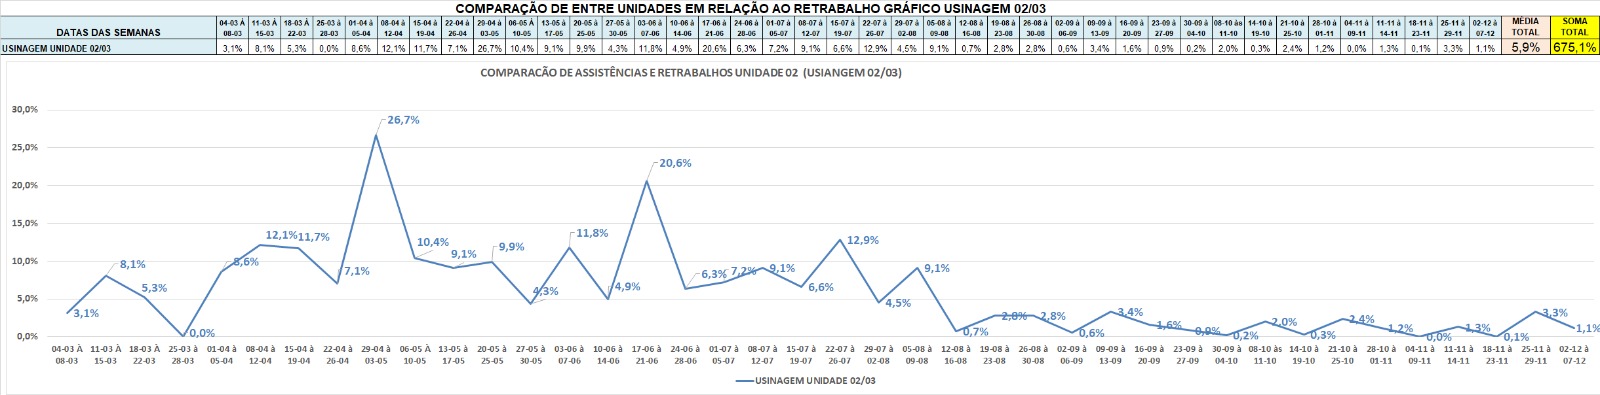 COMPARAÇÃO DE ENTRE UNIDADES EM RELAÇÃO AO RETRABALHO GRÁFICO USINAGEM 02/03
DATAS DAS SEMANAS 04-03 À 08-03 11-03 À 15-03 18-03 À 22-03 25-03 à 28-03 01-04 à 05-04 08-04 à 12-04 15-04 à 19-04 22-04 à 26-04 29-04 à 03-05 06-05 À 10-05 13-05 à 17-05 20-05 à 25-05 27-05 à 30-05 03-06 à 07-06 10-06 à 14-06 17-06 à 21-06 24-06 à 28-06 01-07 à 05-07 08-07 à 12-07 15-07 à 19-07 22-07 à 26-07 29-07 à 02-08 05-08 à 09-08 12-08 à 16-08 19-08 à 23-08 26-08 à 30-08 02-09 à 06-09 09-09 à 13-09 16-09 à 20-09 23-09 à 27-09 30-09 à 04-10 08-10 às 11-10 14-10 à 19-10 21-10 à 25-10 28-10 à 01-11 04-11 à 09-11 11-11 à 14-11 18-11 à 23-11 25-11 à 29-11 02-12 à 07-12 MÉDIA TOTAL SOMA TOTAL
USINAGEM UNIDADE 02/03 3,1% 8,1% 5,3% 0,0% 8,6% 12,1% 11,7% 7,1% 26,7% 10,4% 9,1% 9,9% 4,3% 11,8% 4,9% 20,6% 6,3% 7,2% 9,1% 6,6% 12,9% 4,5% 9,1% 0,7% 2,8% 2,8% 0,6% 3,4% 1,6% 0,9% 0,2% 2,0% 0,3% 2,4% 1,2% 0,0% 1,3% 0,1% 3,3% 1,1% 5,9% 675,1%
COMPARACÃO DE ASSISTÊNCIAS E RETRABALHOS UNIDADE 02 (USIANGEM 02/03)
30,0%
25,0%
20,0%
15,0%
10,0%
5,0%
0,0%
3,1% 8,1% 5,3% 0,0% 8,6% 12,1% 11,7% 7,1% 26,7% 10,4% 9,1% 9,9% 4,3% 11,8% 4,9% 20,6% 6,3% 7,2% 9,1% 6,6% 12,9% 4,5% 9,1% 0,7% 2,8% 2,8% 0,6% 3,4% 1,6% 0,9% 0,2% 2,0% 0,3% 2,4% 1,2% 0,0% 1,3% 0,1% 3,3% 1,1%
04-03 À 11-03 À 18-03 À 25-03 à 01-04 à 08-04 à 15-04 à 22-04 à 29-04 à 06-05 À 13-05 à 20-05 à 27-05 à 03-06 à 10-06 à 17-06 à 24-06 à 01-07 à 08-07 à 15-07 à 22-07 à 29-07 à 05-08 à 12-08 à 19-08 à 26-08 à 02-09 à 09-09 à 16-09 à 23-09 à 30-09 à 08-10 às 14-10 à 21-10 à 28-10 à 04-11 à 11-11 à 18-11 à 25-11 à 02-12 à
08-03 15-03 22-03 28-03 05-04 12-04 19-04 26-04 03-05 10-05 17-05 25-05 30-05 07-06 14-06 21-06 28-06 05-07 12-07 19-07 26-07 02-08 09-08 16-08 23-08 30-08 06-09 13-09 20-09 27-09 04-10 11-10 19-10 25-10 01-11 09-11 14-11 23-11 29-11 07-12
USINAGEM UNIDADE 02/03